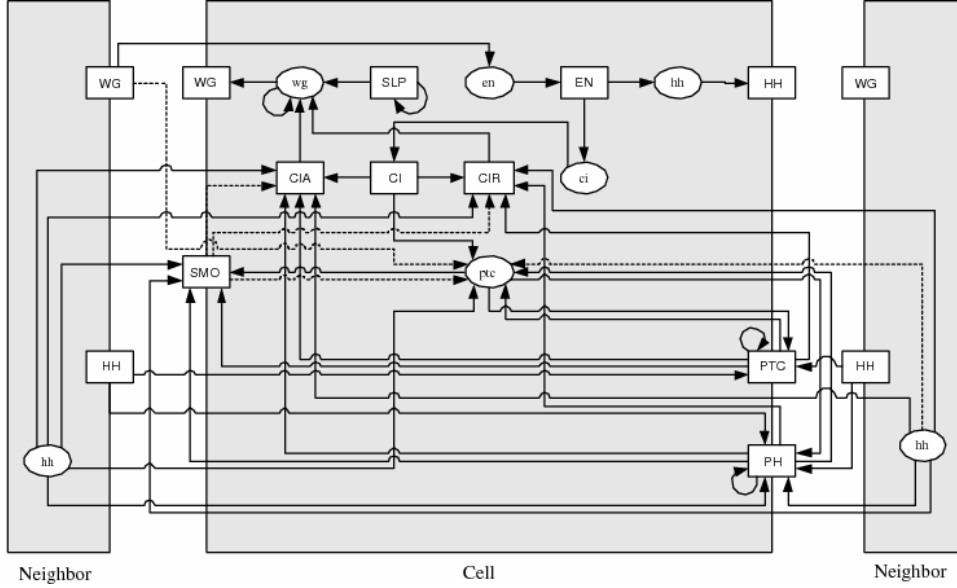 WG
WG
wg
SLP
en
EN
hh
HH
WG
CIA
CI
CIR
ci
SMO
ptc
HH
PTC
HH
hh
PH
hh
Neighbor
Cell
Neighbor